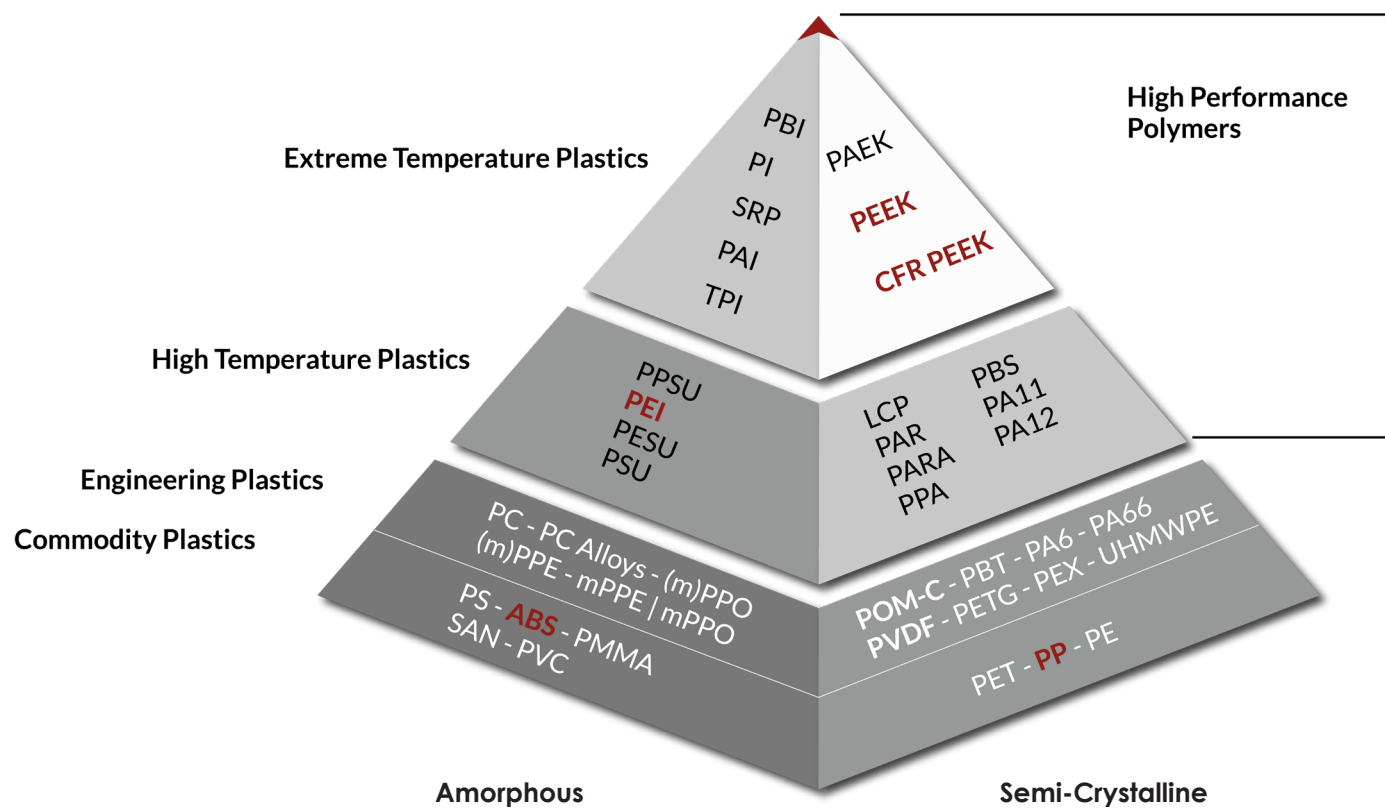 High Performance
Polymers
Extreme Temperature Plastics
PBI
PI
SRP
PAI
TPI
PAEK
PEEK
CFR PEEK
High Temperature Plastics
PPSU
PEI
PESU
PSU
LCP
PAR
PARA
PPA
PBS
PA11
PA12
Engineering Plastics
PC - PC Alloys - (m)PPO
(m)PPE - mPPE | mPPO
POM-C - PBT - PA6 - PA66
PVDF - PETG - PEX - UHMWPE
Commodity Plastics
PS - ABS - PMMA
SAN - PVC
PET - PP - PE
Amorphous
Semi-Crystalline